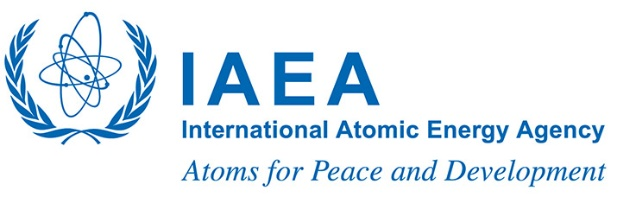 IAEA
International Atomic Energy Agency
Atoms for Peace and Development